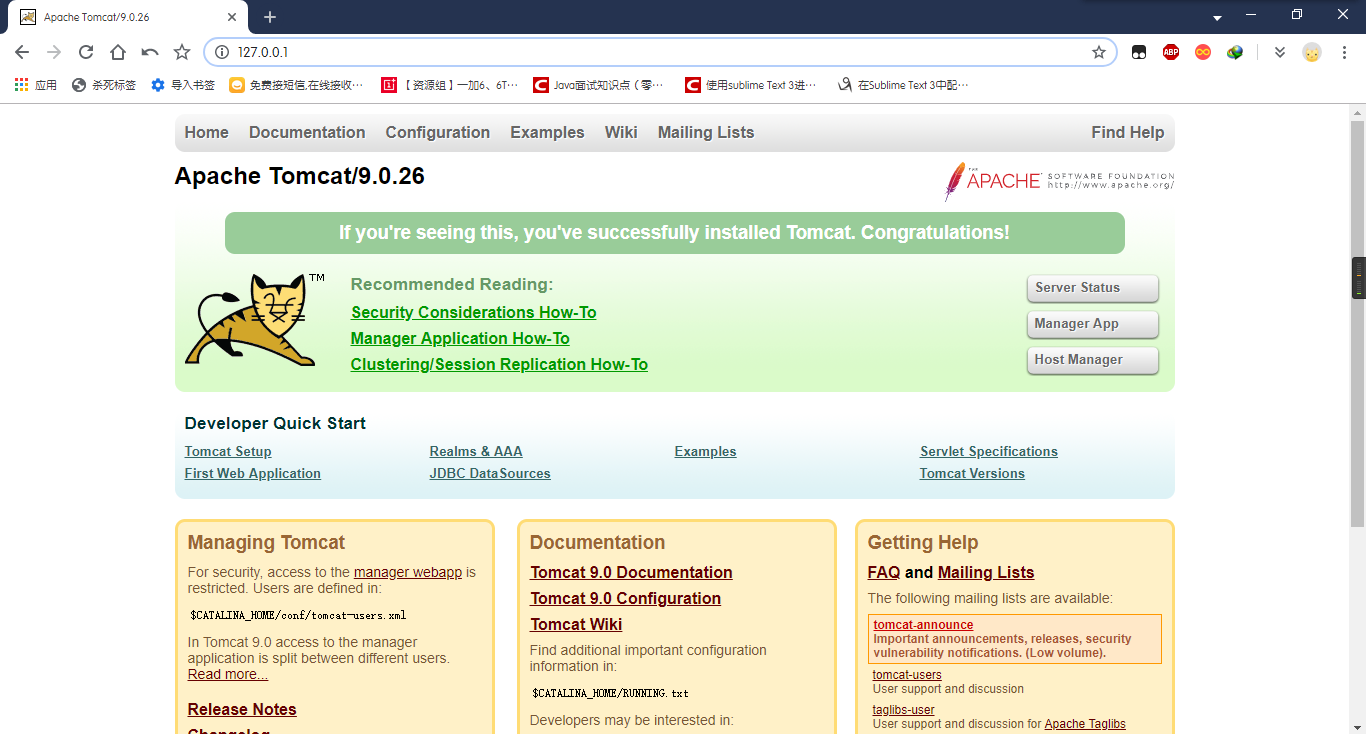 Apache Tomcat/9.0.26
127.0.0.1
ABP
应用
杀死标签
导入书签
免费接短信,在线接收…
【资源组】一加6、6T…
Java面试知识点（零…
使用sublime Text 3进…
在Sublime Text 3中配…
Home Documentation Configuration Examples Wiki Mailing Lists Find Help
Apache Tomcat/9.0.26
THE APACHE SOFTWARE FOUNDATION
http://www.apache.org/
If you're seeing this, you've successfully installed Tomcat. Congratulations!
TM
Recommended Reading:
Security Considerations How-To
Manager Application How-To
Clustering/Session Replication How-To
Server Status
Manager App
Host Manager
Developer Quick Start
Tomcat Setup
First Web Application
Realms & AAA
JDBC DataSources
Examples
Servlet Specifications
Tomcat Versions
Managing Tomcat
For security, access to the manager webapp is
restricted. Users are defined in:
$CATALINA_HOME/conf/tomcat-users.xml
In Tomcat 9.0 access to the manager
application is split between different users.
Read more...
Release Notes
Changelog
Documentation
Tomcat 9.0 Documentation
Tomcat 9.0 Configuration
Tomcat Wiki
Find additional important configuration
information in:
$CATALINA_HOME/RUNNING.txt
Developers may be interested in:
Getting Help
FAQ and Mailing Lists
The following mailing lists are available:
tomcat-announce
Important announcements, releases, security
vulnerability notifications. (Low volume).
tomcat-users
User support and discussion
taglibs-user
User support and discussion for Apache Taglibs